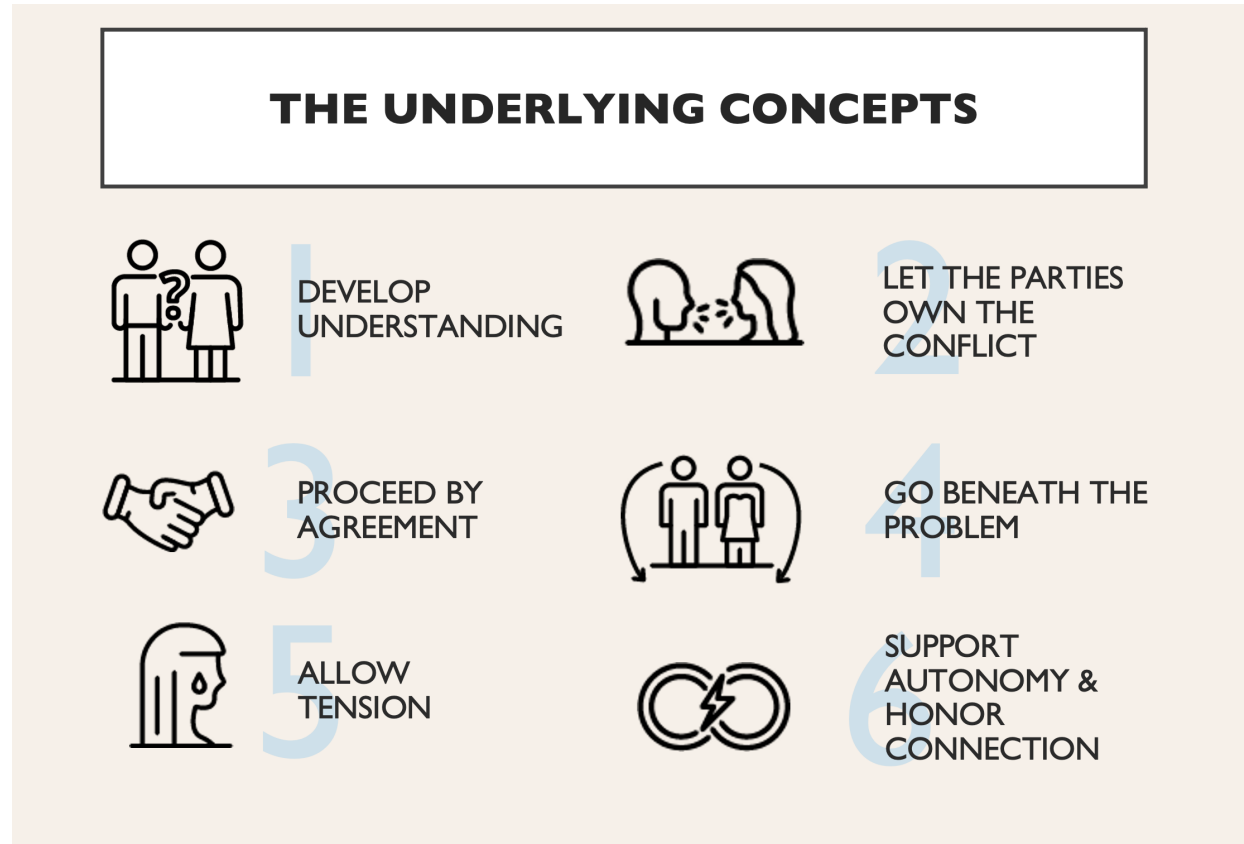 THE UNDERLYING CONCEPTS
1
DEVELOP
UNDERSTANDING
2
LET THE PARTIES
OWN THE
CONFLICT
?
3
PROCEED BY
AGREEMENT
4
GO BENEATH THE
PROBLEM
5
ALLOW
TENSION
6
SUPPORT
AUTONOMY &
HONOR
CONNECTION